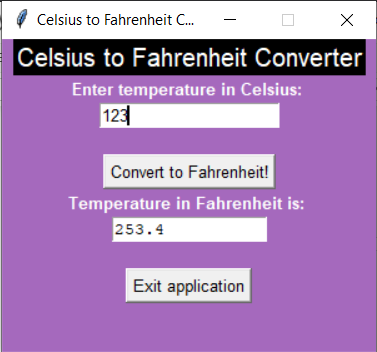 Celsius to Fahrenheit C...
Celsius to Fahrenheit Converter
Enter temperature in Celsius:
123
Convert to Fahrenheit!
Temperature in Fahrenheit is:
253.4
Exit application